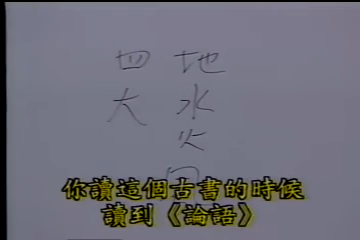 地水火
四大
你讀這個古書的時候
讀到《論語》